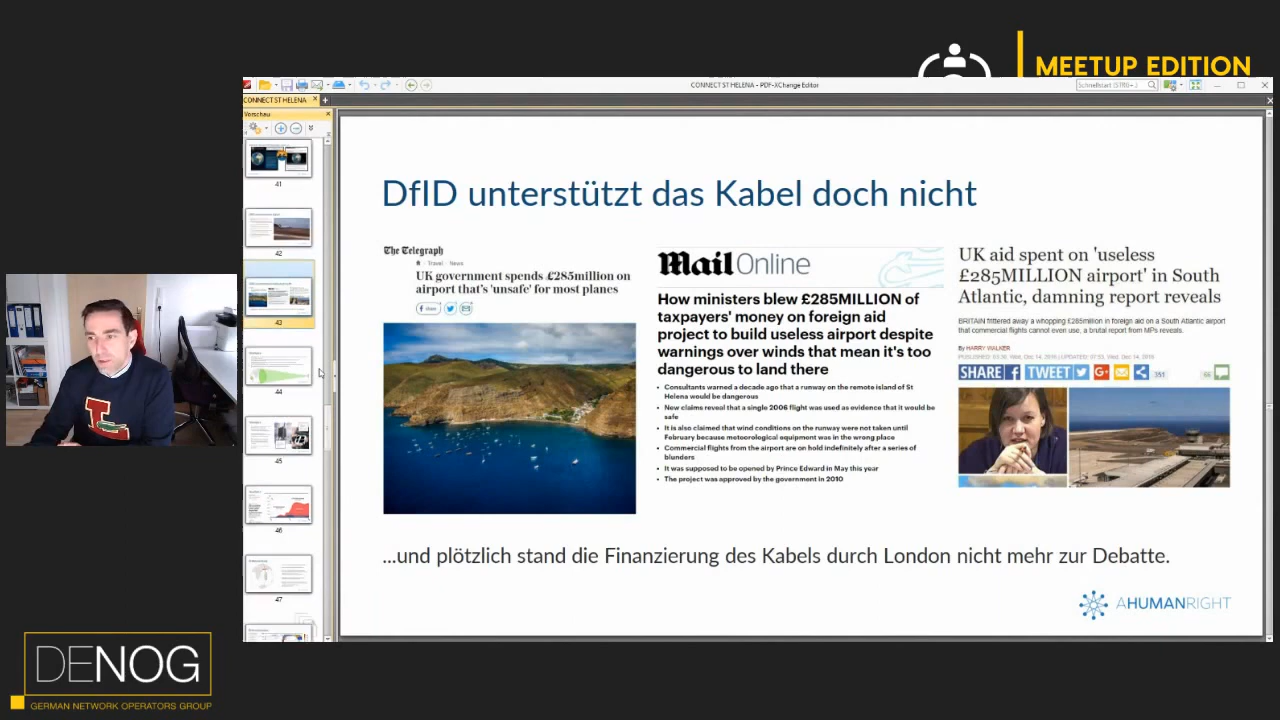 MEETUP EDITION
CONNECT ST HELENA - PDF-XChange Editor
CONNECT ST HELENA
Vorschau
41
42
43
44
45
46
47
DfID unterstützt das Kabel doch nicht
The Telegraph
Travel › News
UK government spends £285million on
airport that's 'unsafe' for most planes
Mail Online
How ministers blew £285MILLION of
taxpayers' money on foreign aid
project to build useless airport despite
warnings over winds that mean it's too
dangerous to land there
• Consultants warned a decade ago that a runway on the remote island of St
Helena would be dangerous
• New claims reveal that a single 2006 flight was used as evidence that it would be
safe
• It is also claimed that wind conditions on the runway were not taken until
February because meteorological equipment was in the wrong place
• Commercial flights from the airport are on hold indefinitely after a series of
blunders
• It was supposed to be opened by Prince Edward in May this year
• The project was approved by the government in 2010
UK aid spent on 'useless
£285MILLION airport' in South
Atlantic, damning report reveals
BRITAIN frittered away a whopping £285million in foreign aid on a South Atlantic airport
that commercial flights cannot even use, a brutal report from MPs reveals.
By HARRY WALKER
SHARE TWEET 351
...und plötzlich stand die Finanzierung des Kabels durch London nicht mehr zur Debatte.
AHUMANRIGHT
L
DENOG
GERMAN NETWORK OPERATORS GROUP